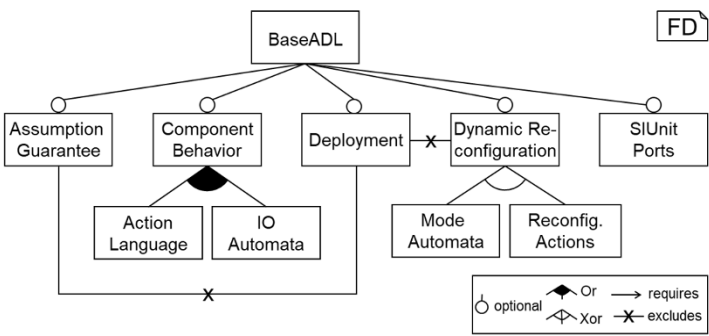 BaseADL
FD
Assumption
Guarantee
Component
Behavior
Deployment
X
Dynamic Re-
configuration
SIUnit
Ports
Action
Language
IO
Automata
Mode
Automata
Reconfig.
Actions
X
optional
Or
requires
Xor
X
excludes